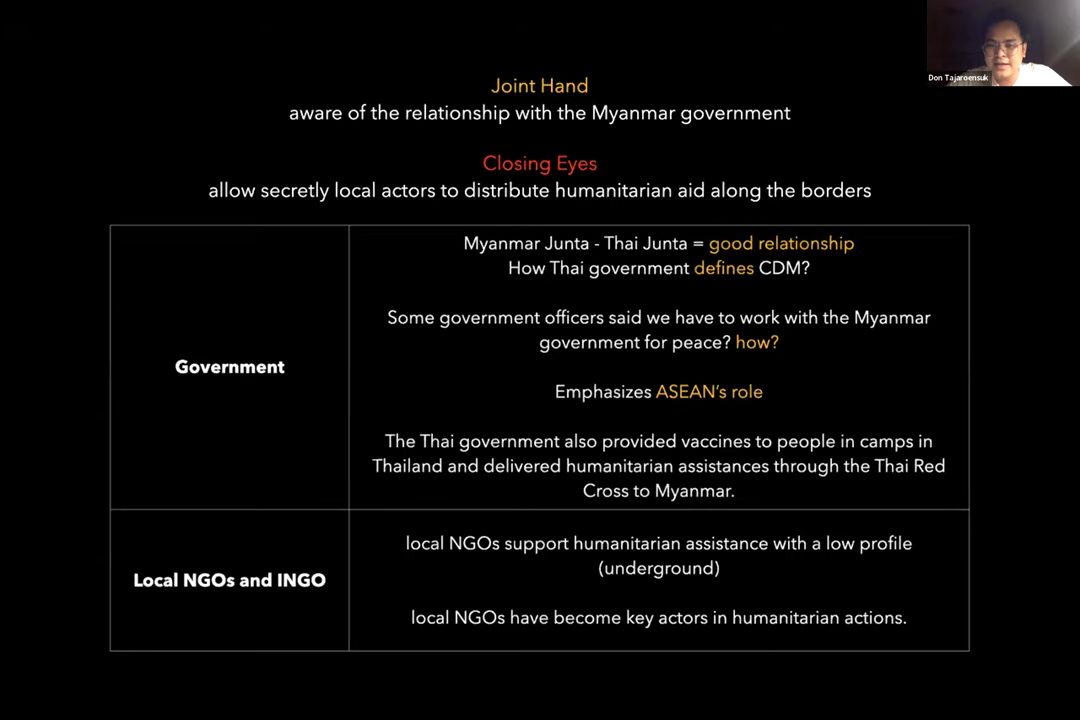 Don Tajaroensuk
Joint Hand
aware of the relationship with the Myanmar government
Closing Eyes
allow secretly local actors to distribute humanitarian aid along the borders
Government
Myanmar Junta - Thai Junta = good relationship
How Thai government defines CDM?
Some government officers said we have to work with the Myanmar
government for peace? how?
Emphasizes ASEAN's role
The Thai government also provided vaccines to people in camps in
Thailand and delivered humanitarian assistances through the Thai Red
Cross to Myanmar.
Local NGOs and INGO
local NGOs support humanitarian assistance with a low profile
(underground)
local NGOs have become key actors in humanitarian actions.